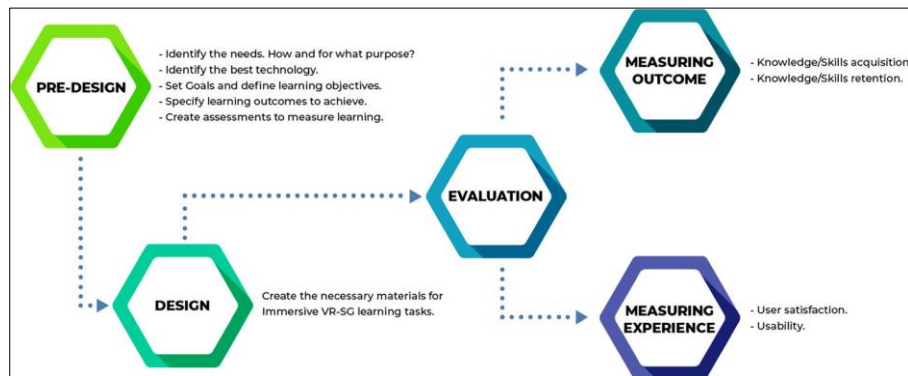 PRE-DESIGN
- Identify the needs. How and for what purpose?
- Identify the best technology.
- Set Goals and define learning objectives.
- Specify learning outcomes to achieve.
- Create assessments to measure learning.
DESIGN
Create the necessary materials for
Immersive VR-SG learning tasks.
EVALUATION
MEASURING
OUTCOME
- Knowledge/Skills acquisition
- Knowledge/Skills retention.
MEASURING
EXPERIENCE
- User satisfaction.
- Usability.